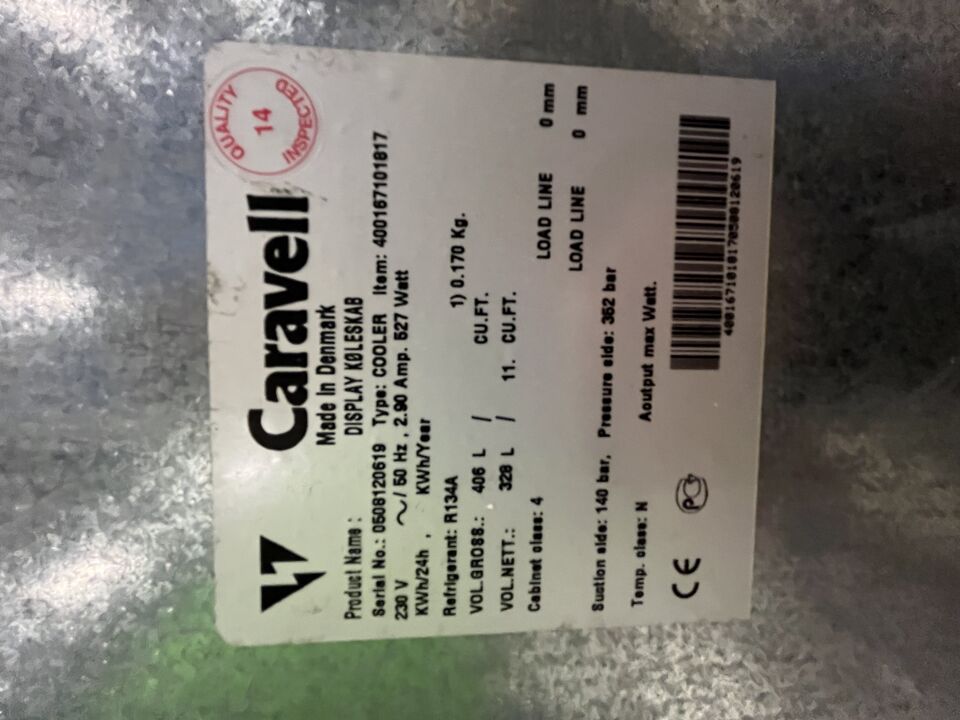 QUALITY
14
INSPECTED
Caravell
Made In Denmark
Product Name : DISPLAY KØLESKAB
Serial No.: 0508120619 Type: COOLER Item: 400167101817
230 V ~/ 50 Hz , 2.90 Amp. 527 Watt
KWh/24h , KWh/Year
Refrigerant: R134A 1) 0.170 Kg.
VOL.GROSS.: 406 L / CU.FT.
VOL.NETT.: 328 L / 11. CU.FT.
Cabinet class: 4 LOAD LINE 0 mm
LOAD LINE 0 mm
Suction side: 140 bar, Pressure side: 352 bar
Temp. class: N Aoutput max Watt.
CE